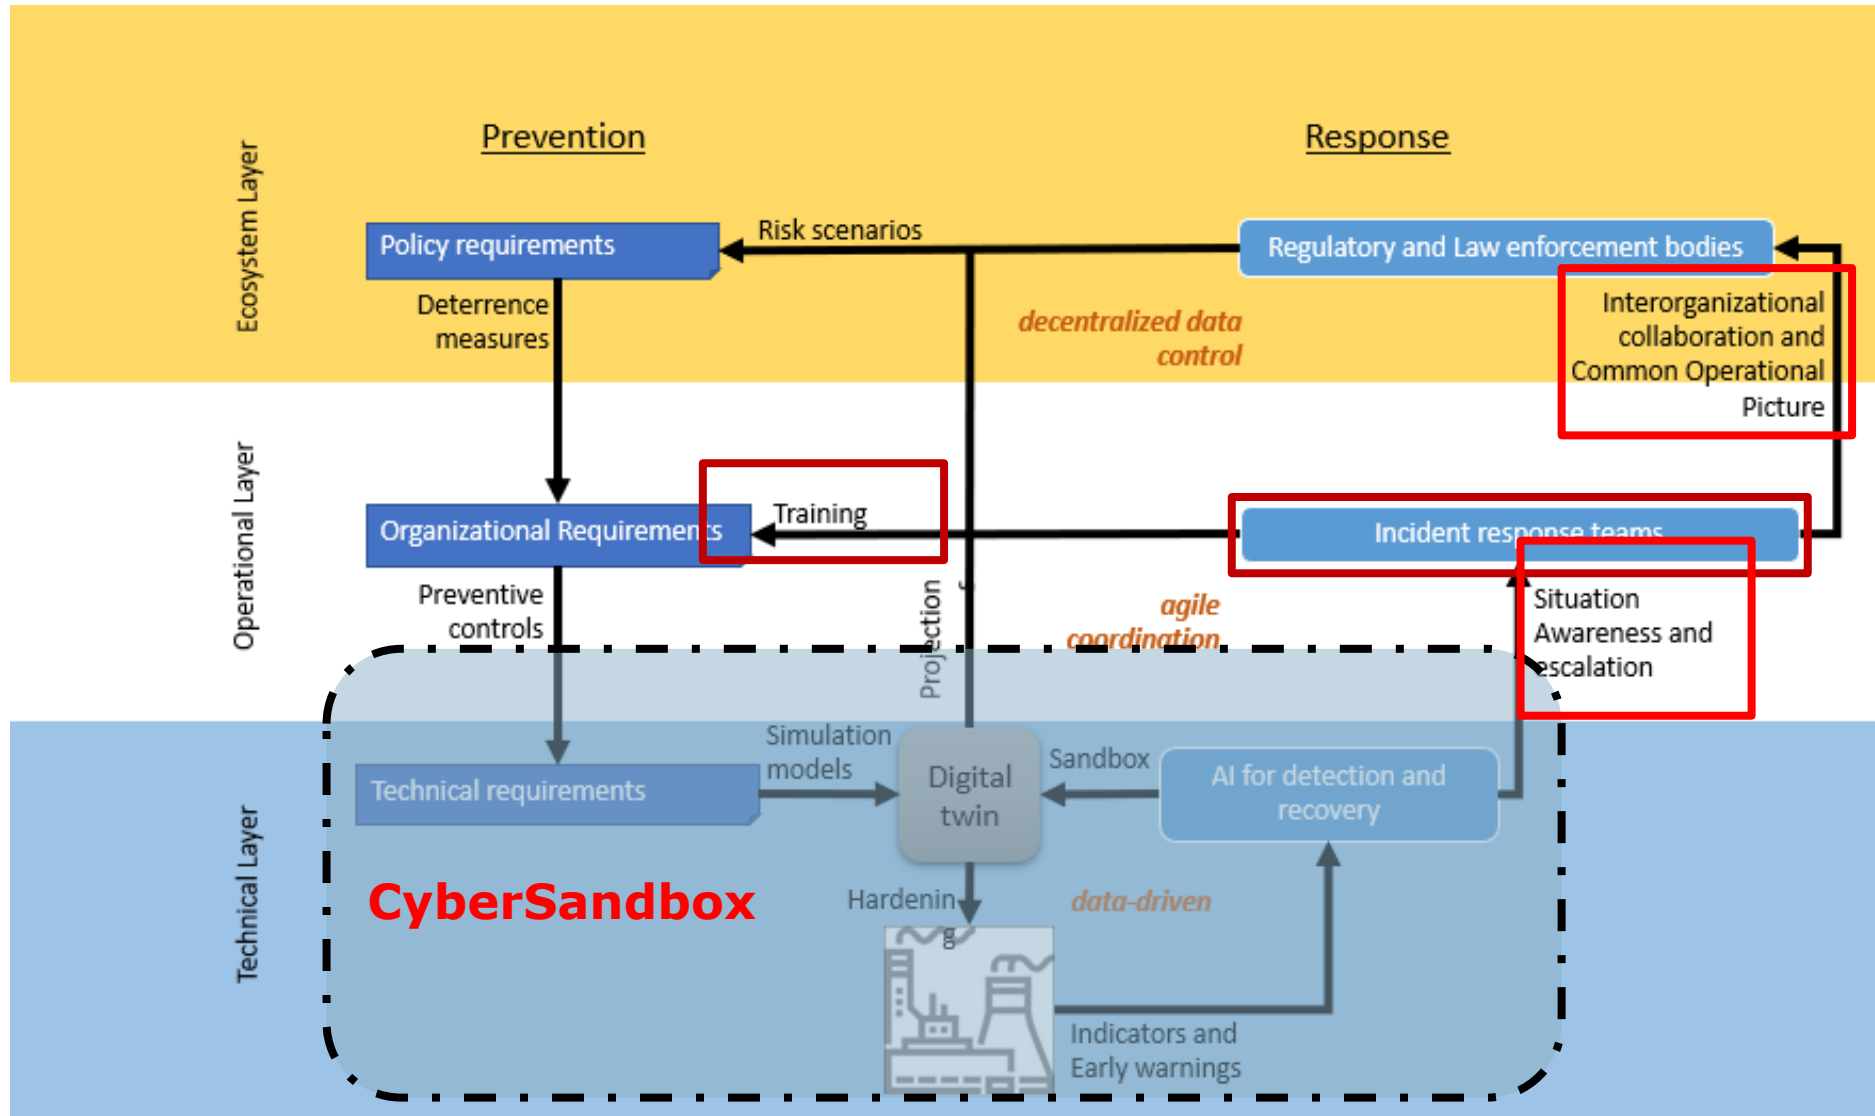 Prevention
Response
Ecosystem Layer
Policy requirements
Risk scenarios
Regulatory and Law enforcement bodies
Deterrence
measures
decentralized data
control
Interorganizational
collaboration and
Common Operational
Picture
Operational Layer
Organizational Requirements
Training
Incident response teams
Preventive
controls
Projection
agile
coordination
Situation
Awareness and
escalation
Technical Layer
Technical requirements
Simulation
models
Digital
twin
Sandbox
AI for detection and
recovery
CyberSandbox
Hardenin
g
data-driven
Indicators and
Early warnings